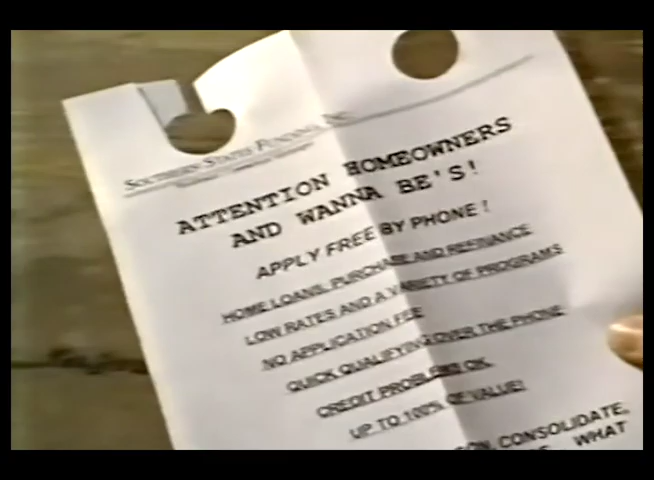 SOUTHERN STATES FUNDING, INC.
ATTENTION HOMEOWNERS
AND WANNA BE'S!
APPLY FREE BY PHONE!
HOME LOANS, PURCHASE AND REFINANCE
LOW RATES AND A VARIETY OF PROGRAMS
NO APPLICATION FEE
QUICK QUALIFYING OVER THE PHONE
CREDIT PROBLEMS OK.
UP TO 100% OF VALUE!
CONSOLIDATE,
WHAT